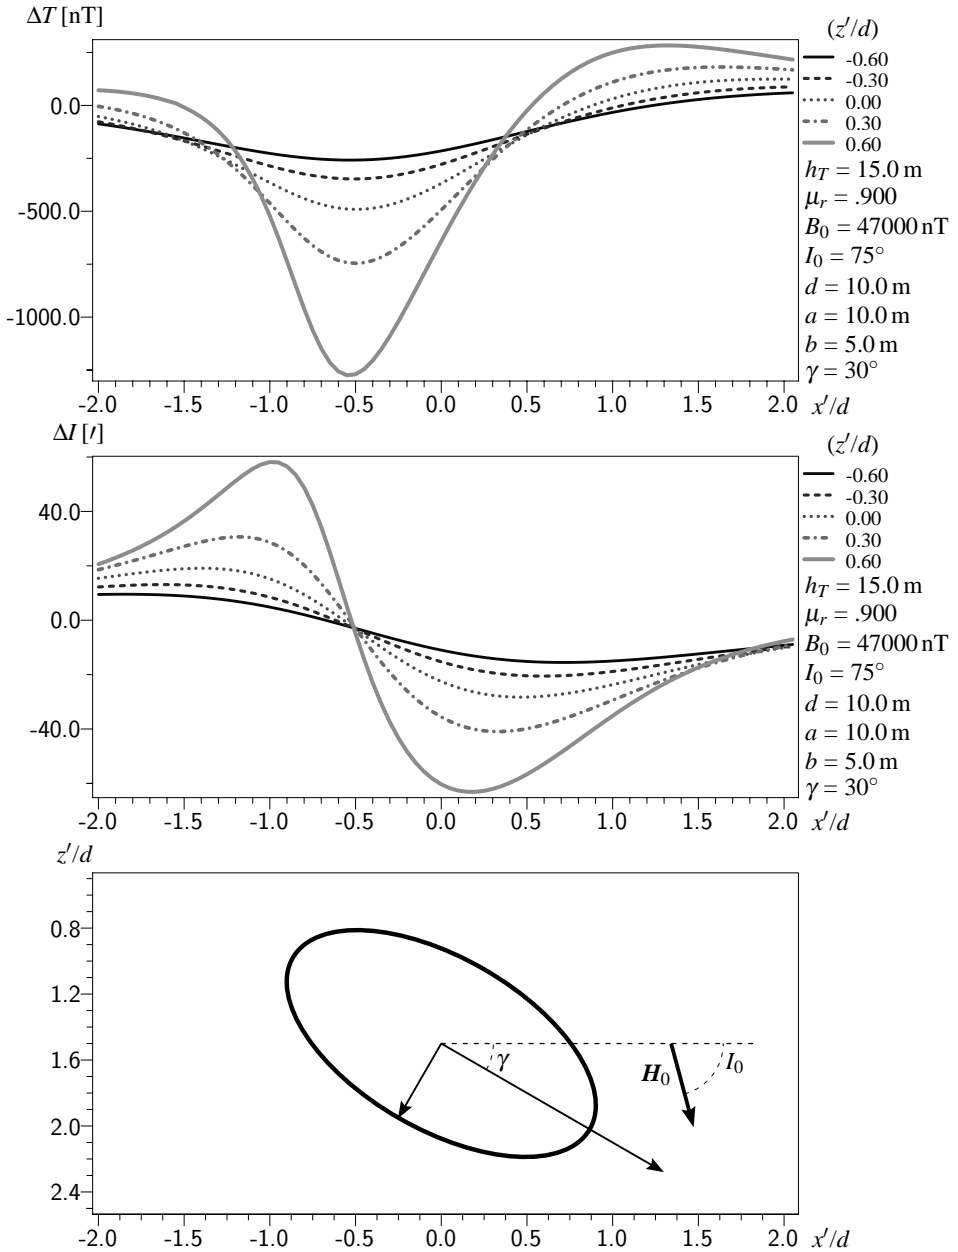 ΔT [nT]
(z′/d)
-0.60
-0.30
0.00
0.30
0.60
h_T = 15.0 m
μ_r = .900
B_0 = 47000 nT
I_0 = 75°
d = 10.0 m
a = 10.0 m
b = 5.0 m
γ = 30°
0.0
-500.0
-1000.0
-2.0 -1.5 -1.0 -0.5 0.0 0.5 1.0 1.5 2.0 x′/d
ΔI [′]
(z′/d)
-0.60
-0.30
0.00
0.30
0.60
h_T = 15.0 m
μ_r = .900
B_0 = 47000 nT
I_0 = 75°
d = 10.0 m
a = 10.0 m
b = 5.0 m
γ = 30°
40.0
0.0
-40.0
-2.0 -1.5 -1.0 -0.5 0.0 0.5 1.0 1.5 2.0 x′/d
z′/d
0.8
1.2
1.6
2.0
2.4
γ
H_0
I_0
-2.0 -1.5 -1.0 -0.5 0.0 0.5 1.0 1.5 2.0 x′/d